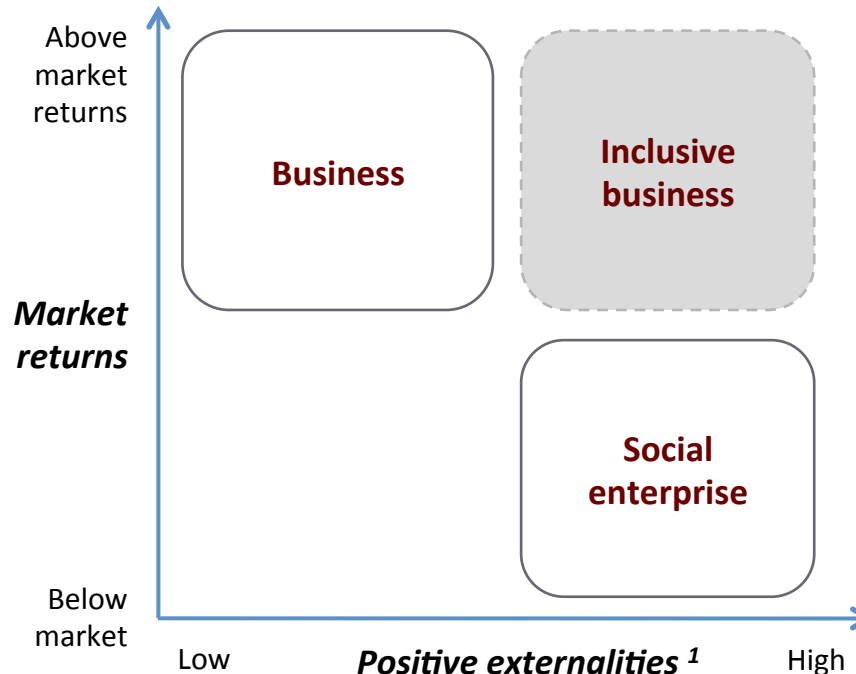 Above
market
returns
Business
Inclusive
business
Market
returns
Social
enterprise
Below
market
Low
Positive externalities 1
High